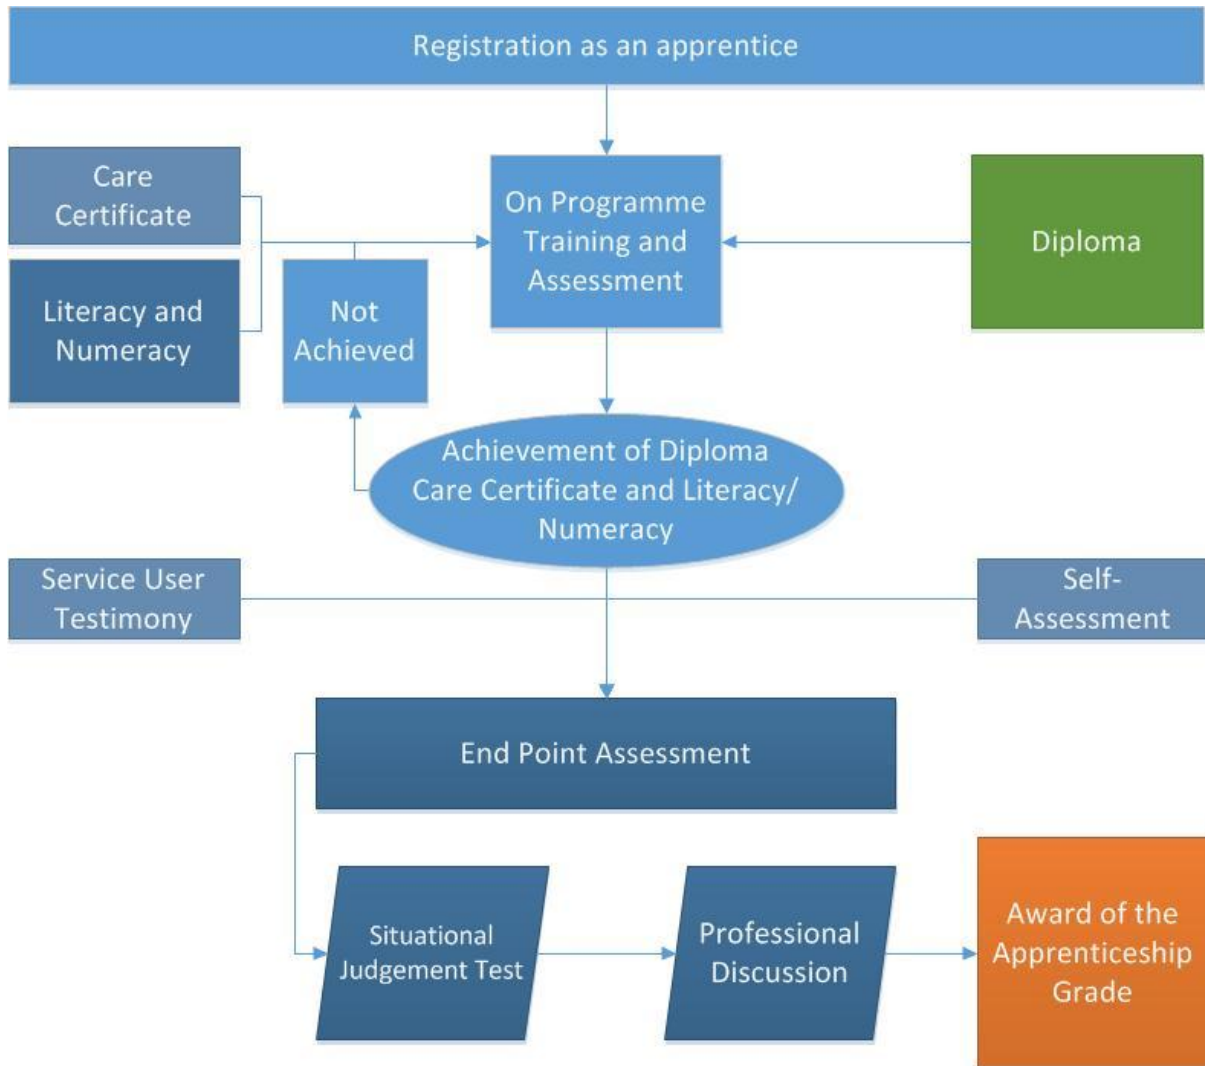 Registration as an apprentice
Care
Certificate
On Programme
Training and
Assessment
Diploma
Literacy and
Numeracy
Not
Achieved
Achievement of Diploma
Care Certificate and Literacy/
Numeracy
Service User
Testimony
Self-
Assessment
End Point Assessment
Situational
Judgement Test
Professional
Discussion
Award of the
Apprenticeship
Grade